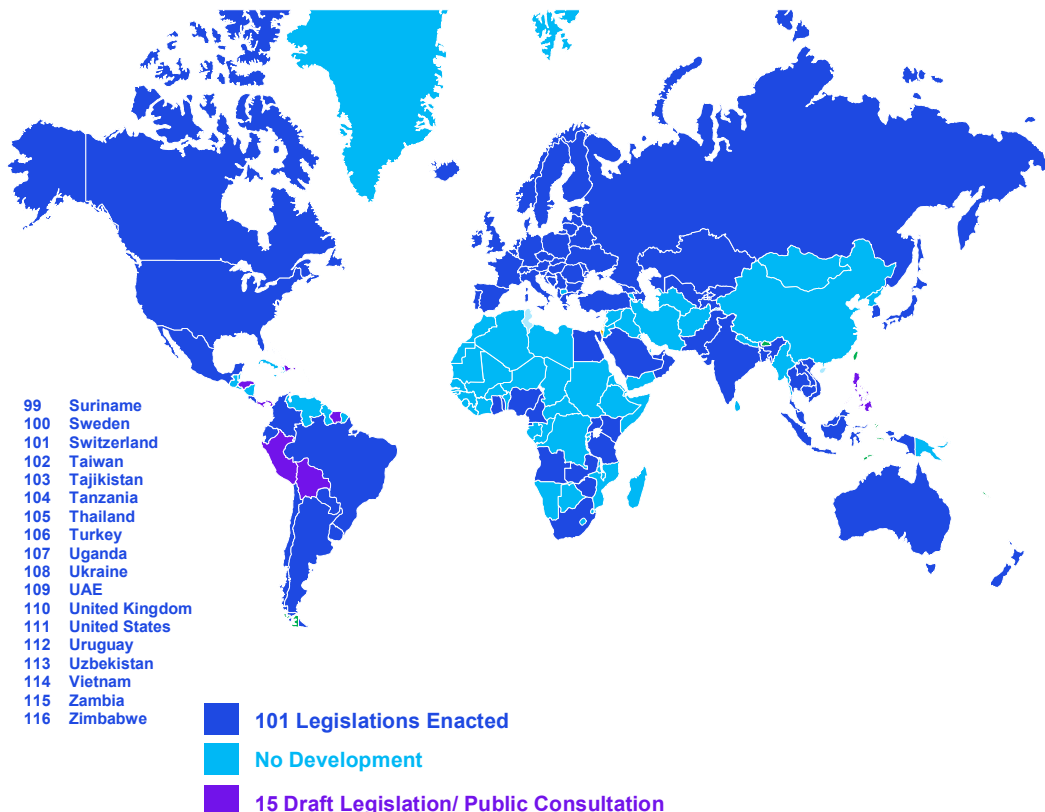 99 Suriname
100 Sweden
101 Switzerland
102 Taiwan
103 Tajikistan
104 Tanzania
105 Thailand
106 Turkey
107 Uganda
108 Ukraine
109 UAE
110 United Kingdom
111 United States
112 Uruguay
113 Uzbekistan
114 Vietnam
115 Zambia
116 Zimbabwe
101 Legislations Enacted
No Development
15 Draft Legislation/ Public Consultation